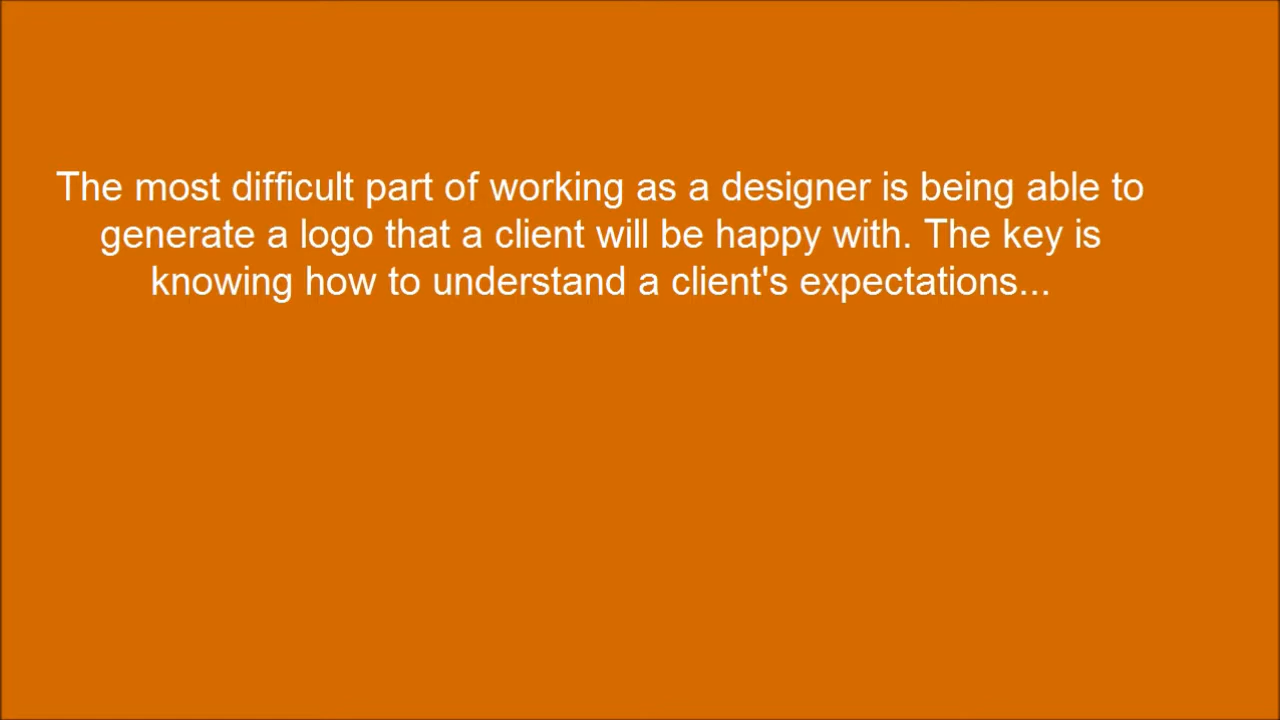 The most difficult part of working as a designer is being able to
generate a logo that a client will be happy with. The key is
knowing how to understand a client's expectations...